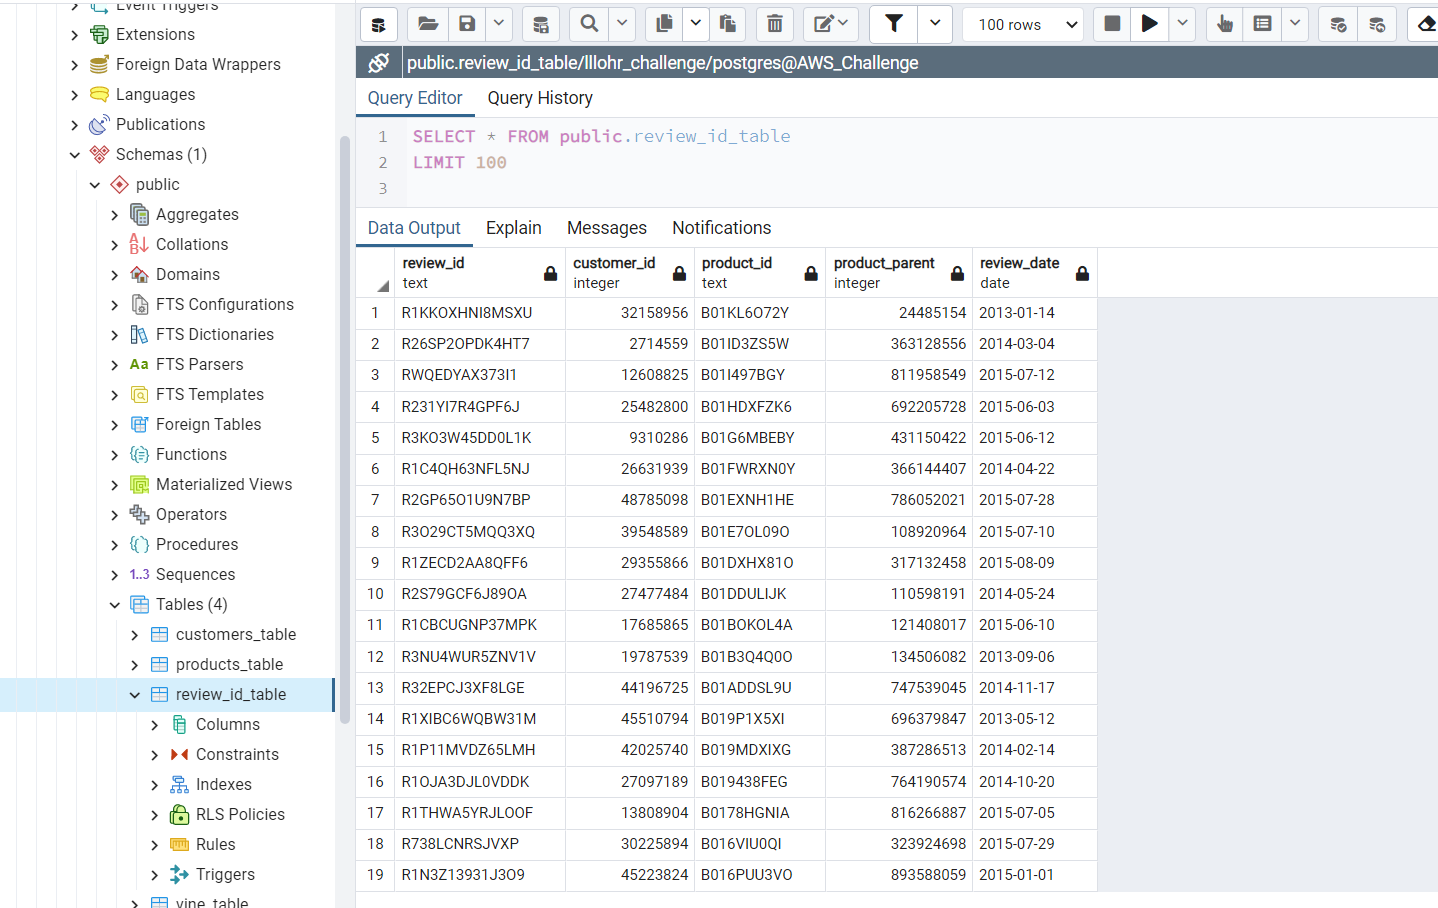 Event Triggers
Extensions
Foreign Data Wrappers
Languages
Publications
Schemas (1)
public
Aggregates
Collations
Domains
FTS Configurations
FTS Dictionaries
Aa FTS Parsers
FTS Templates
Foreign Tables
Functions
Materialized Views
Operators
Procedures
1..3 Sequences
Tables (4)
customers_table
products_table
review_id_table
Columns
Constraints
Indexes
RLS Policies
Rules
Triggers
vine_table
100 rows
public.review_id_table/lllohr_challenge/postgres@AWS_Challenge
Query Editor Query History
1 SELECT * FROM public.review_id_table
2 LIMIT 100
3
Data Output Explain Messages Notifications
review_id customer_id product_id product_parent review_date
text integer text integer date
1 R1KKOXHNI8MSXU 32158956 B01KL6O72Y 24485154 2013-01-14
2 R26SP2OPDK4HT7 2714559 B01ID3ZS5W 363128556 2014-03-04
3 RWQEDYAX373I1 12608825 B01I497BGY 811958549 2015-07-12
4 R231YI7R4GPF6J 25482800 B01HDXFZK6 692205728 2015-06-03
5 R3KO3W45DD0L1K 9310286 B01G6MBEBY 431150422 2015-06-12
6 R1C4QH63NFL5NJ 26631939 B01FWRXN0Y 366144407 2014-04-22
7 R2GP65O1U9N7BP 48785098 B01EXNH1HE 786052021 2015-07-28
8 R3O29CT5MQQ3XQ 39548589 B01E7OL09O 108920964 2015-07-10
9 R1ZECD2AA8QFF6 29355866 B01DXHX81O 317132458 2015-08-09
10 R2S79GCF6J89OA 27477484 B01DDULIJK 110598191 2014-05-24
11 R1CBCUGNP37MPK 17685865 B01BOKOL4A 121408017 2015-06-10
12 R3NU4WUR5ZNV1V 19787539 B01B3Q4Q0O 134506082 2013-09-06
13 R32EPCJ3XF8LGE 44196725 B01ADDSL9U 747539045 2014-11-17
14 R1XIBC6WQBW31M 45510794 B019P1X5XI 696379847 2013-05-12
15 R1P11MVDZ65LMH 42025740 B019MDXIXG 387286513 2014-02-14
16 R1OJA3DJL0VDDK 27097189 B019438FEG 764190574 2014-10-20
17 R1THWA5YRJLOOF 13808904 B0178HGNIA 816266887 2015-07-05
18 R738LCNRSJVXP 30225894 B016VIU0QI 323924698 2015-07-29
19 R1N3Z13931J3O9 45223824 B016PUU3VO 893588059 2015-01-01